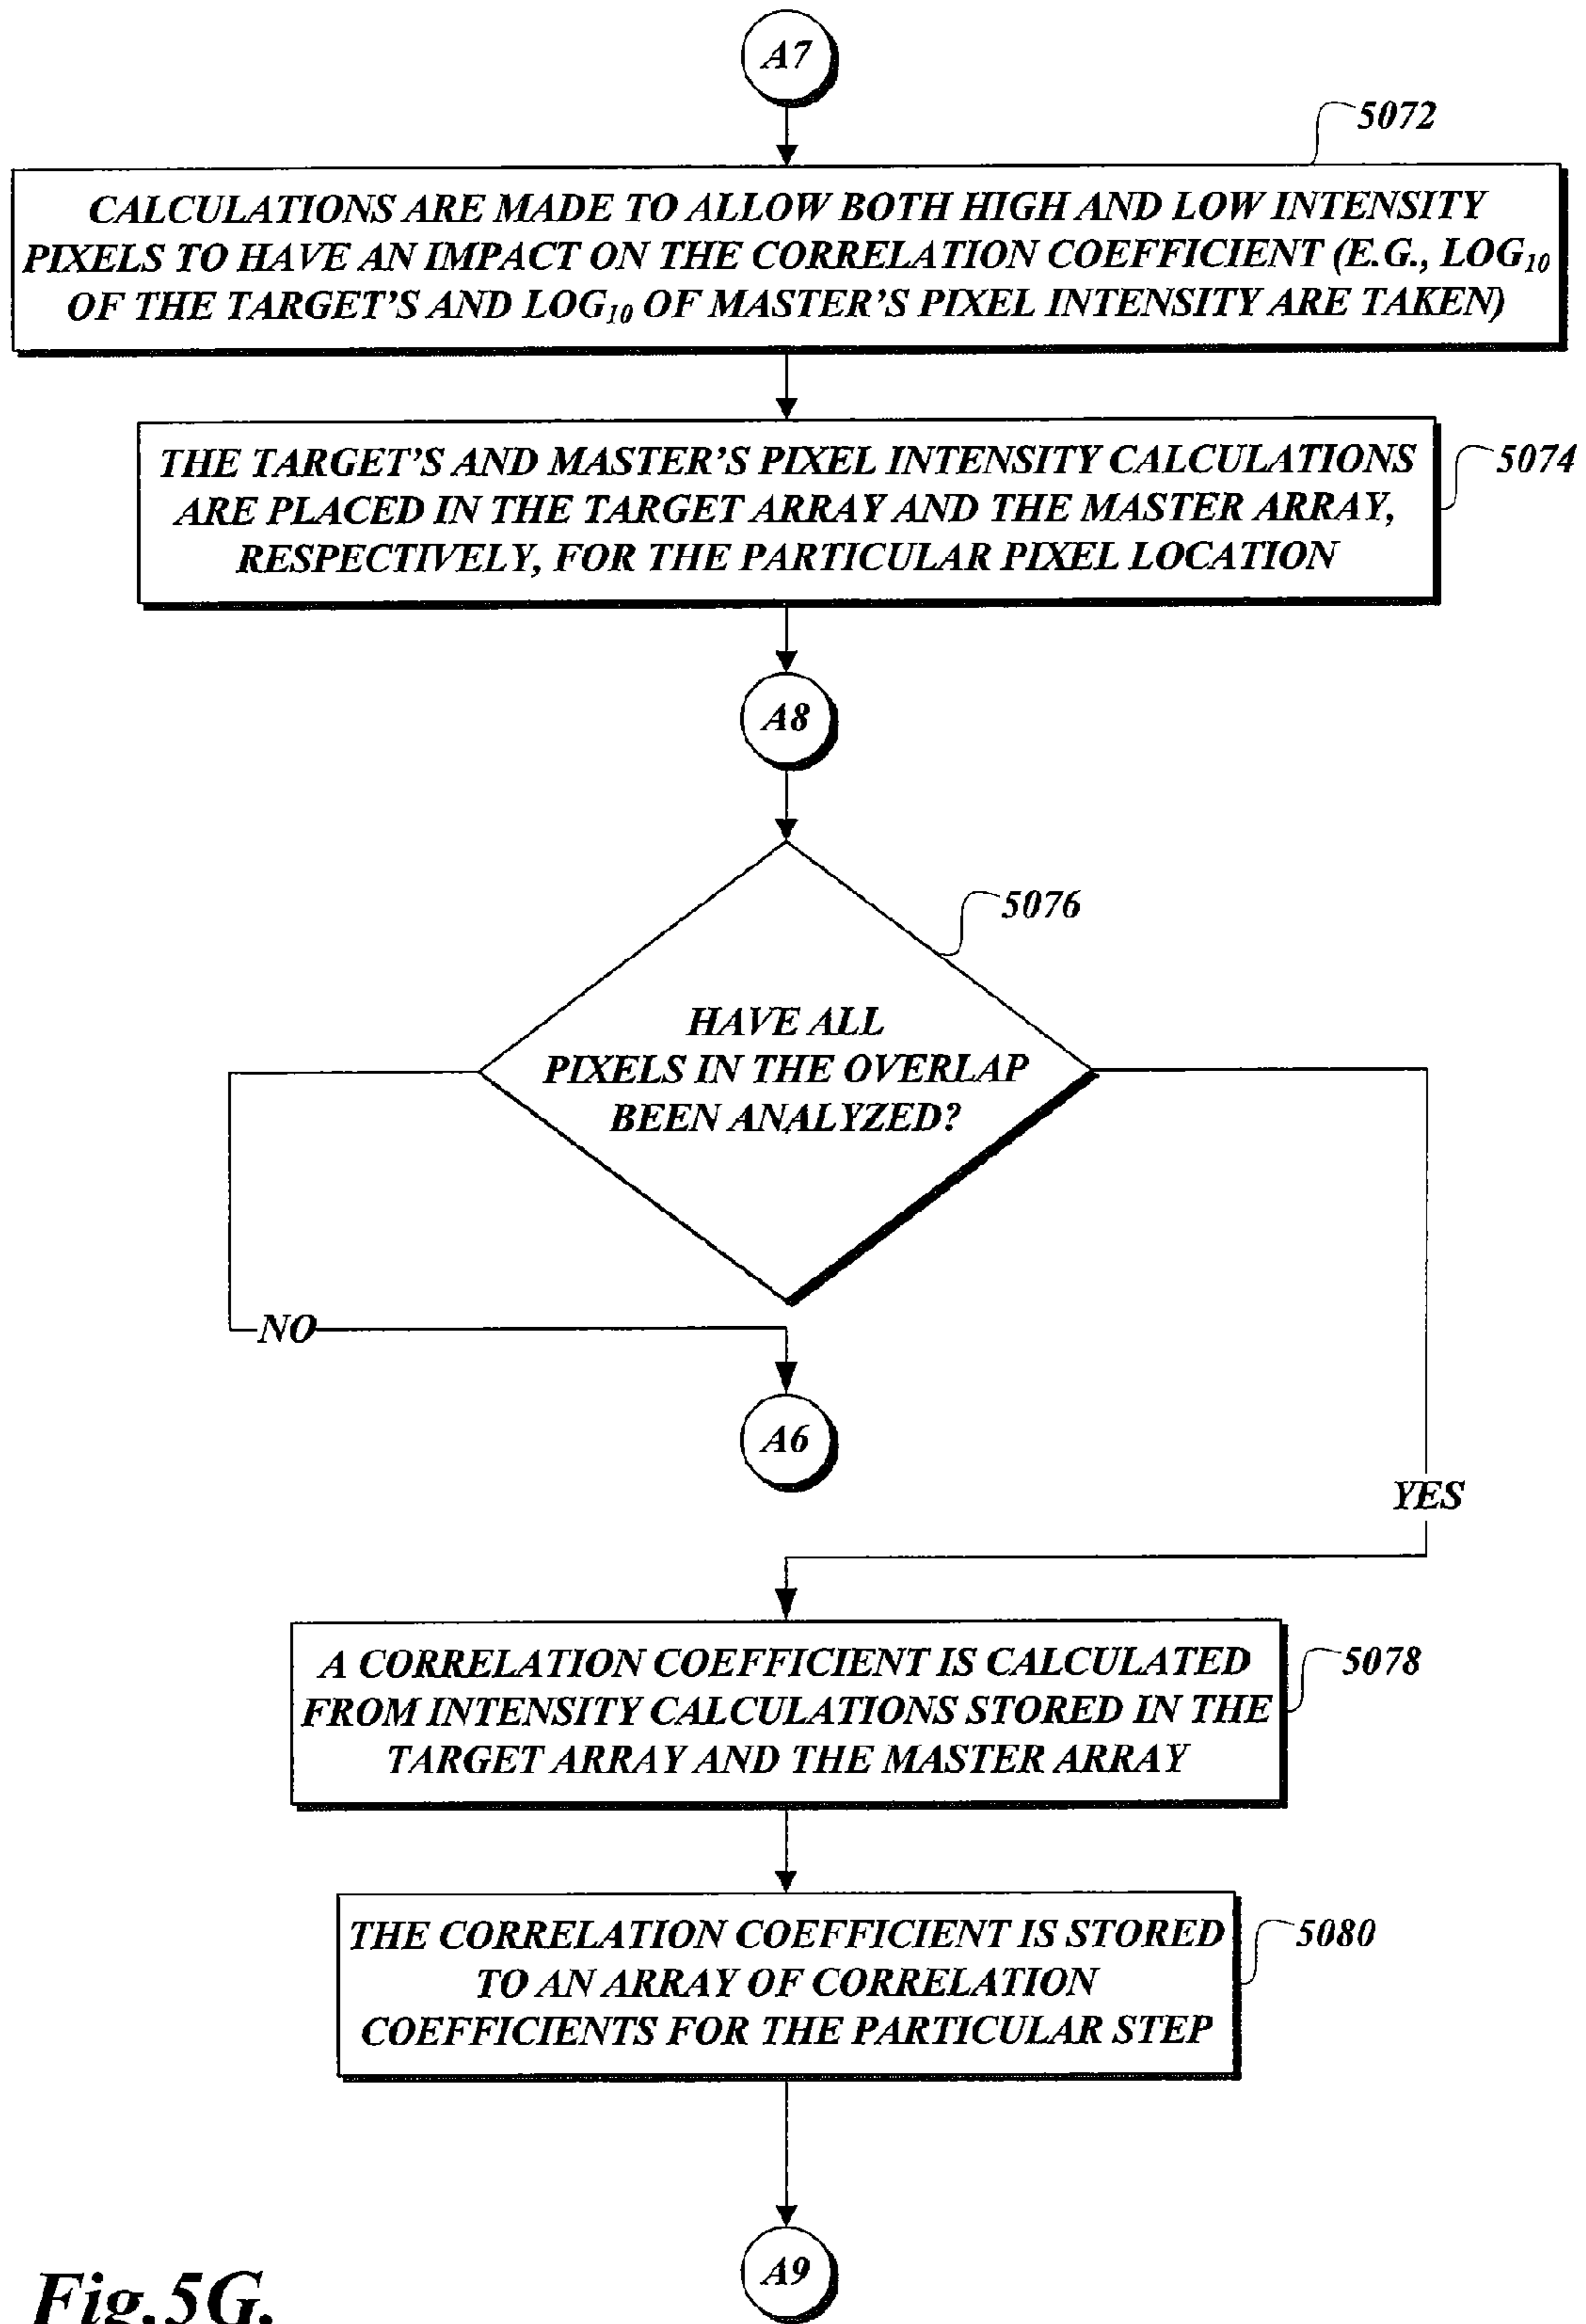 A7
5072
CALCULATIONS ARE MADE TO ALLOW BOTH HIGH AND LOW INTENSITY
PIXELS TO HAVE AN IMPACT ON THE CORRELATION COEFFICIENT (E.G., LOG₁₀
OF THE TARGET'S AND LOG₁₀ OF MASTER'S PIXEL INTENSITY ARE TAKEN)
THE TARGET'S AND MASTER'S PIXEL INTENSITY CALCULATIONS
ARE PLACED IN THE TARGET ARRAY AND THE MASTER ARRAY,
RESPECTIVELY, FOR THE PARTICULAR PIXEL LOCATION
5074
A8
5076
HAVE ALL
PIXELS IN THE OVERLAP
BEEN ANALYZED?
NO
A6
YES
A CORRELATION COEFFICIENT IS CALCULATED
FROM INTENSITY CALCULATIONS STORED IN THE
TARGET ARRAY AND THE MASTER ARRAY
5078
THE CORRELATION COEFFICIENT IS STORED
TO AN ARRAY OF CORRELATION
COEFFICIENTS FOR THE PARTICULAR STEP
5080
A9
Fig.5G.